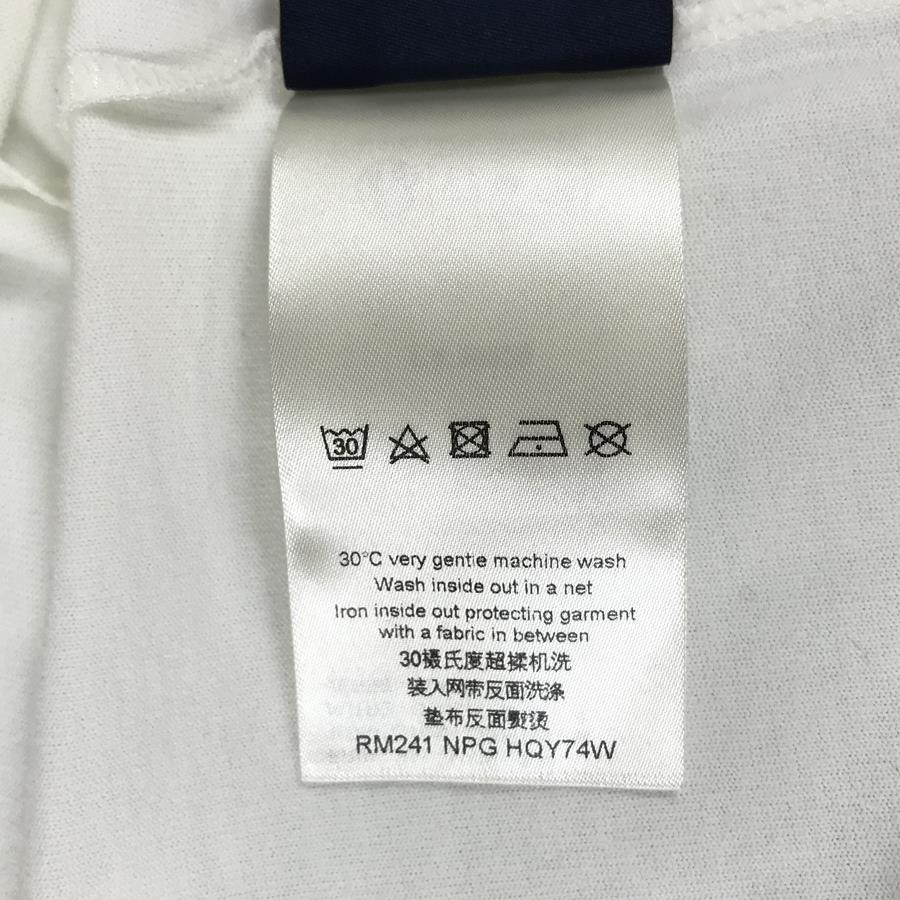 30
30°C very gentle machine wash
Wash inside out in a net
Iron inside out protecting garment
with a fabric in between
30摄氏度超揉机洗
装入网带反面洗涤
垫布反面熨烫
RM241 NPG HQY74W